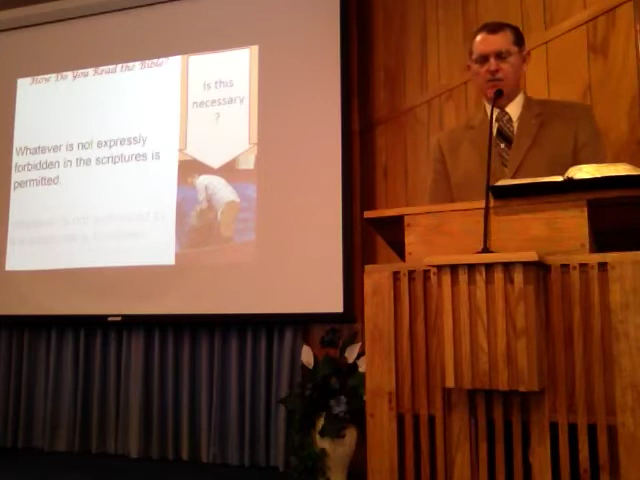 "How Do You Read the Bible"
Is this
necessary
?
Whatever is not expressly
forbidden in the scriptures is
permitted.